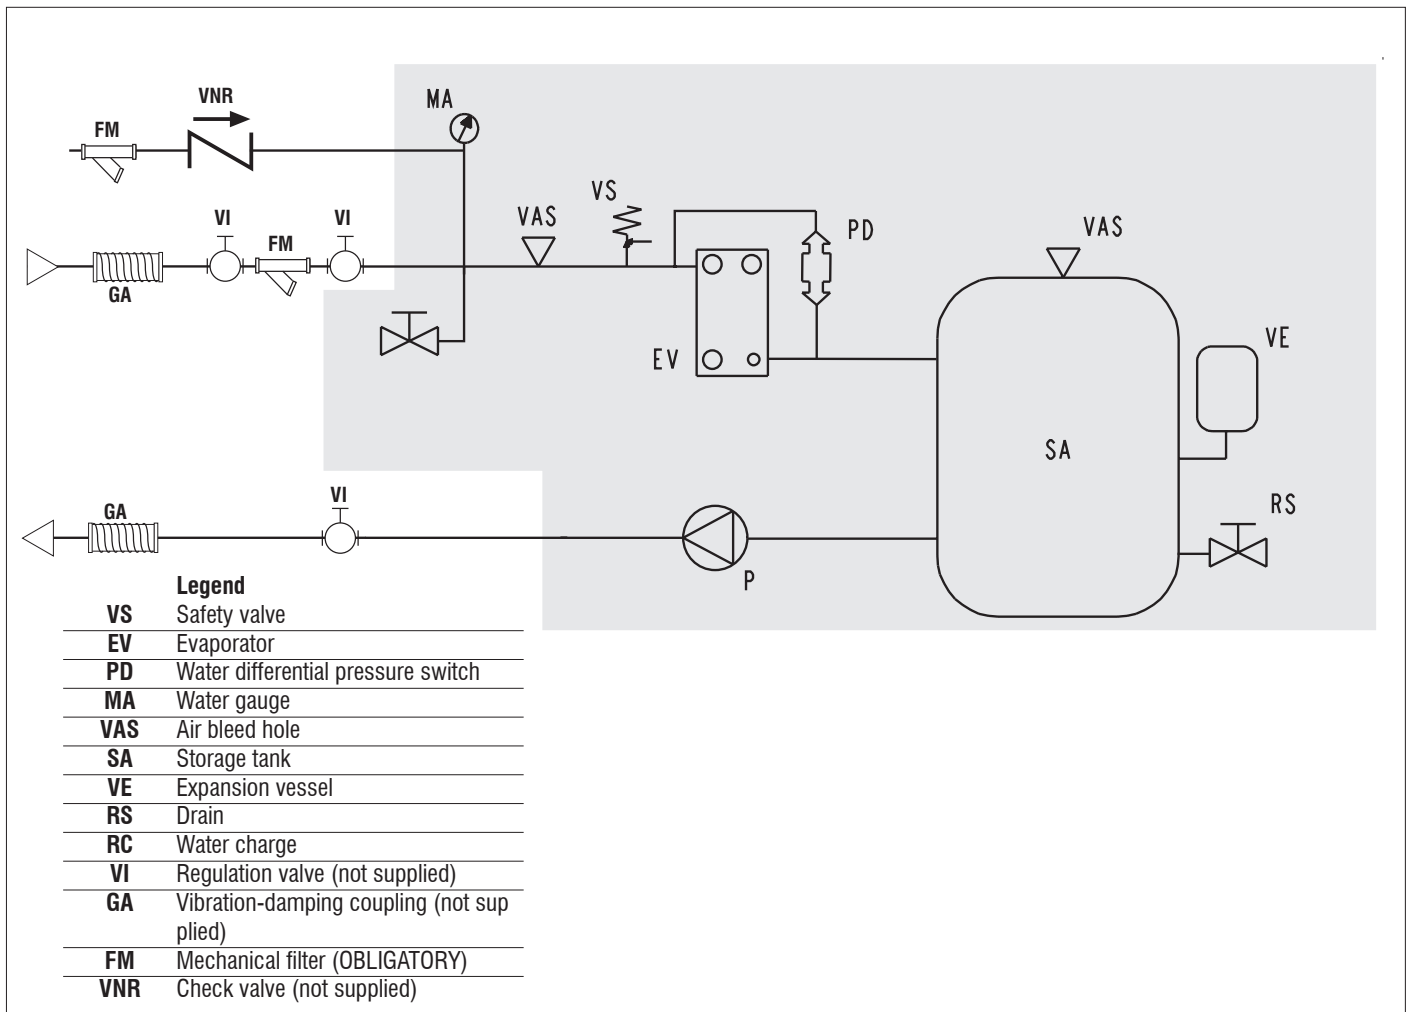 VNR
MA
FM
VS
VI
VI
VAS
FM
PD
VAS
GA
VE
EV
SA
VI
RS
GA
P
Legend
VS Safety valve
EV Evaporator
PD Water differential pressure switch
MA Water gauge
VAS Air bleed hole
SA Storage tank
VE Expansion vessel
RS Drain
RC Water charge
VI Regulation valve (not supplied)
GA Vibration-damping coupling (not sup
plied)
FM Mechanical filter (OBLIGATORY)
VNR Check valve (not supplied)